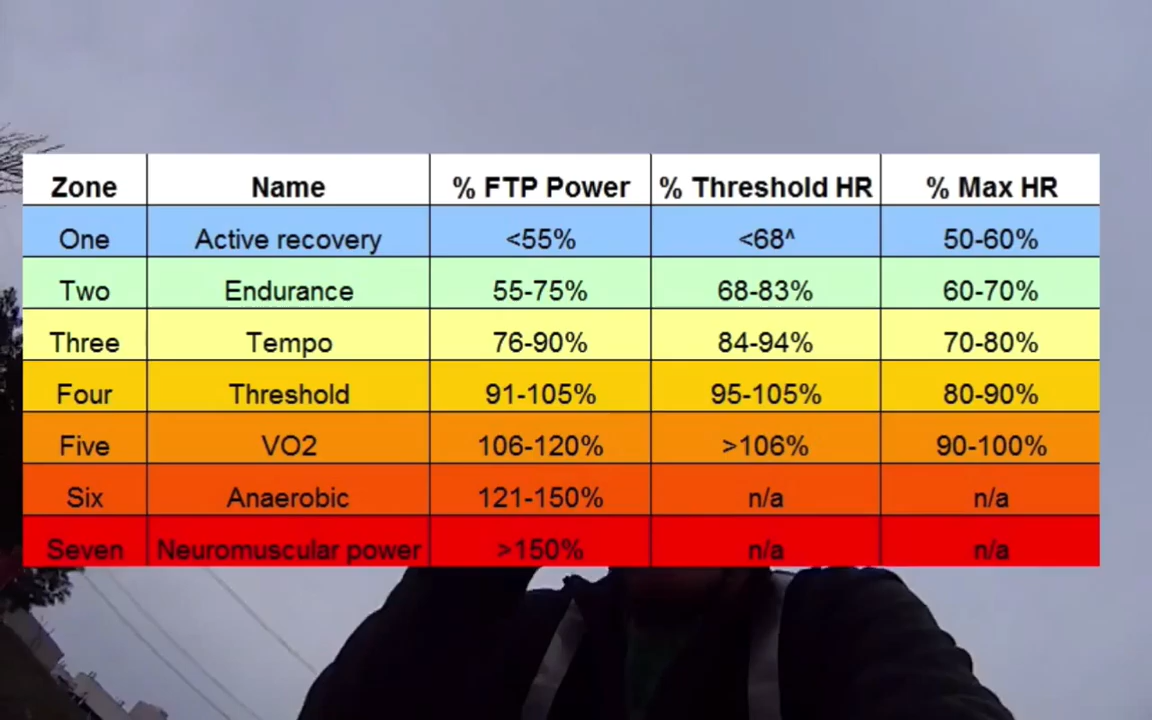 Zone Name % FTP Power % Threshold HR % Max HR
One Active recovery <55% <68^ 50-60%
Two Endurance 55-75% 68-83% 60-70%
Three Tempo 76-90% 84-94% 70-80%
Four Threshold 91-105% 95-105% 80-90%
Five VO2 106-120% >106% 90-100%
Six Anaerobic 121-150% n/a n/a
Seven Neuromuscular power >150% n/a n/a